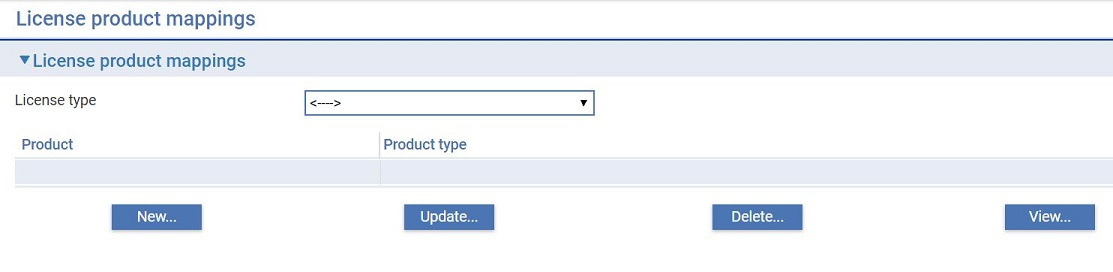 License product mappings
▼License product mappings
License type <---->
Product Product type
New... Update... Delete... View...